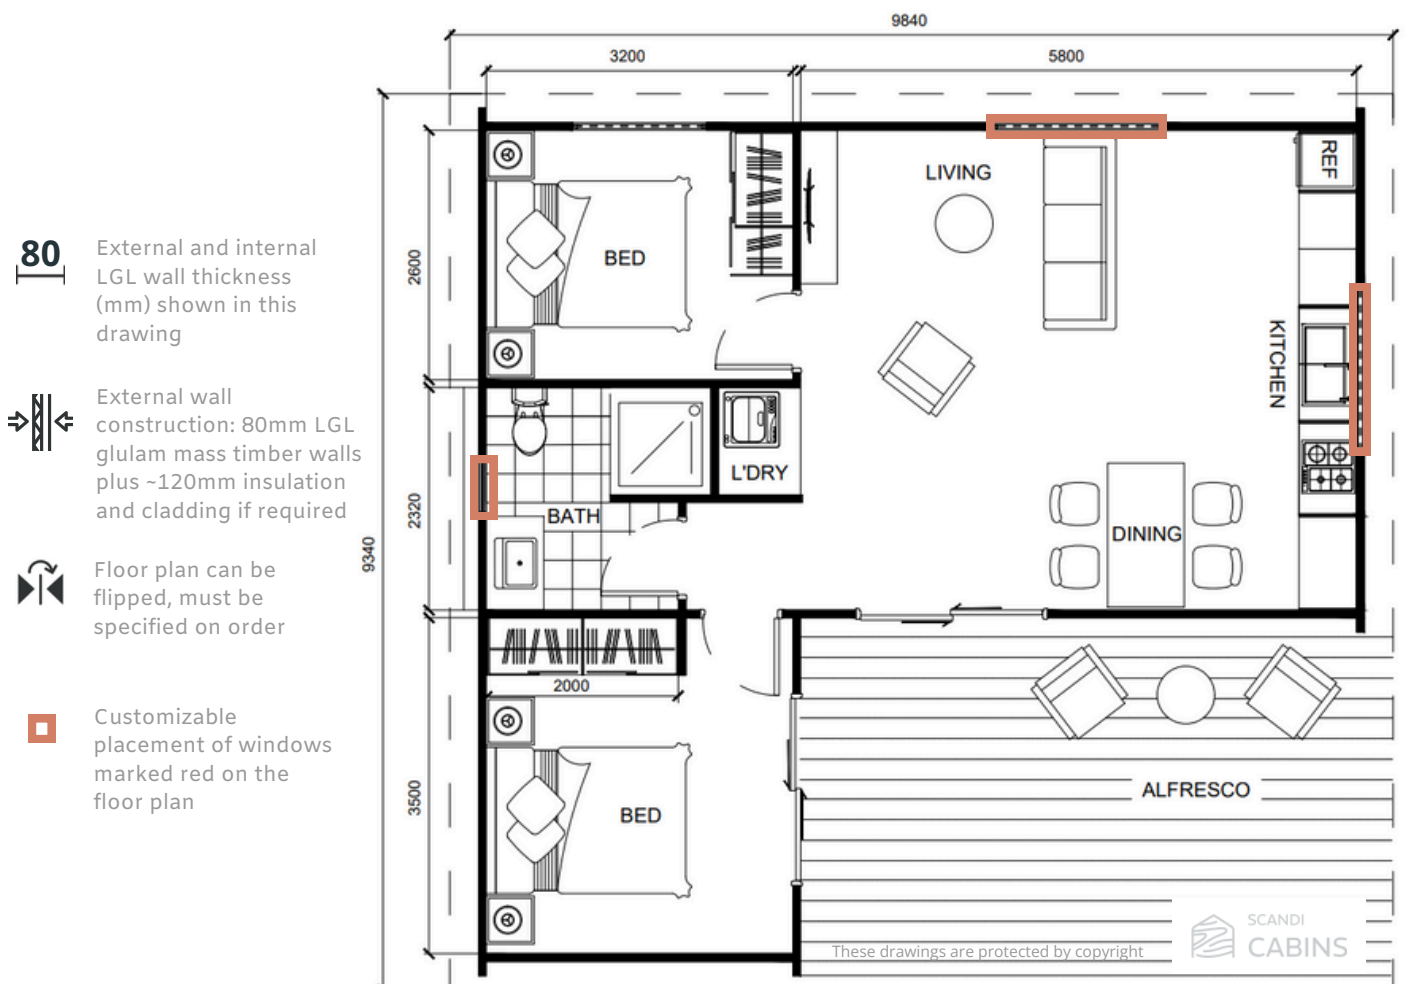 9840
3200
5800
REF
LIVING
BED
2600
80
External and internal
LGL wall thickness
(mm) shown in this
drawing
KITCHEN
External wall
construction: 80mm LGL
glulam mass timber walls
plus ~120mm insulation
and cladding if required
L'DRY
2320
BATH
DINING
9340
Floor plan can be
flipped, must be
specified on order
2000
Customizable
placement of windows
marked red on the
floor plan
3500
BED
ALFRESCO
These drawings are protected by copyright
SCANDI
CABINS